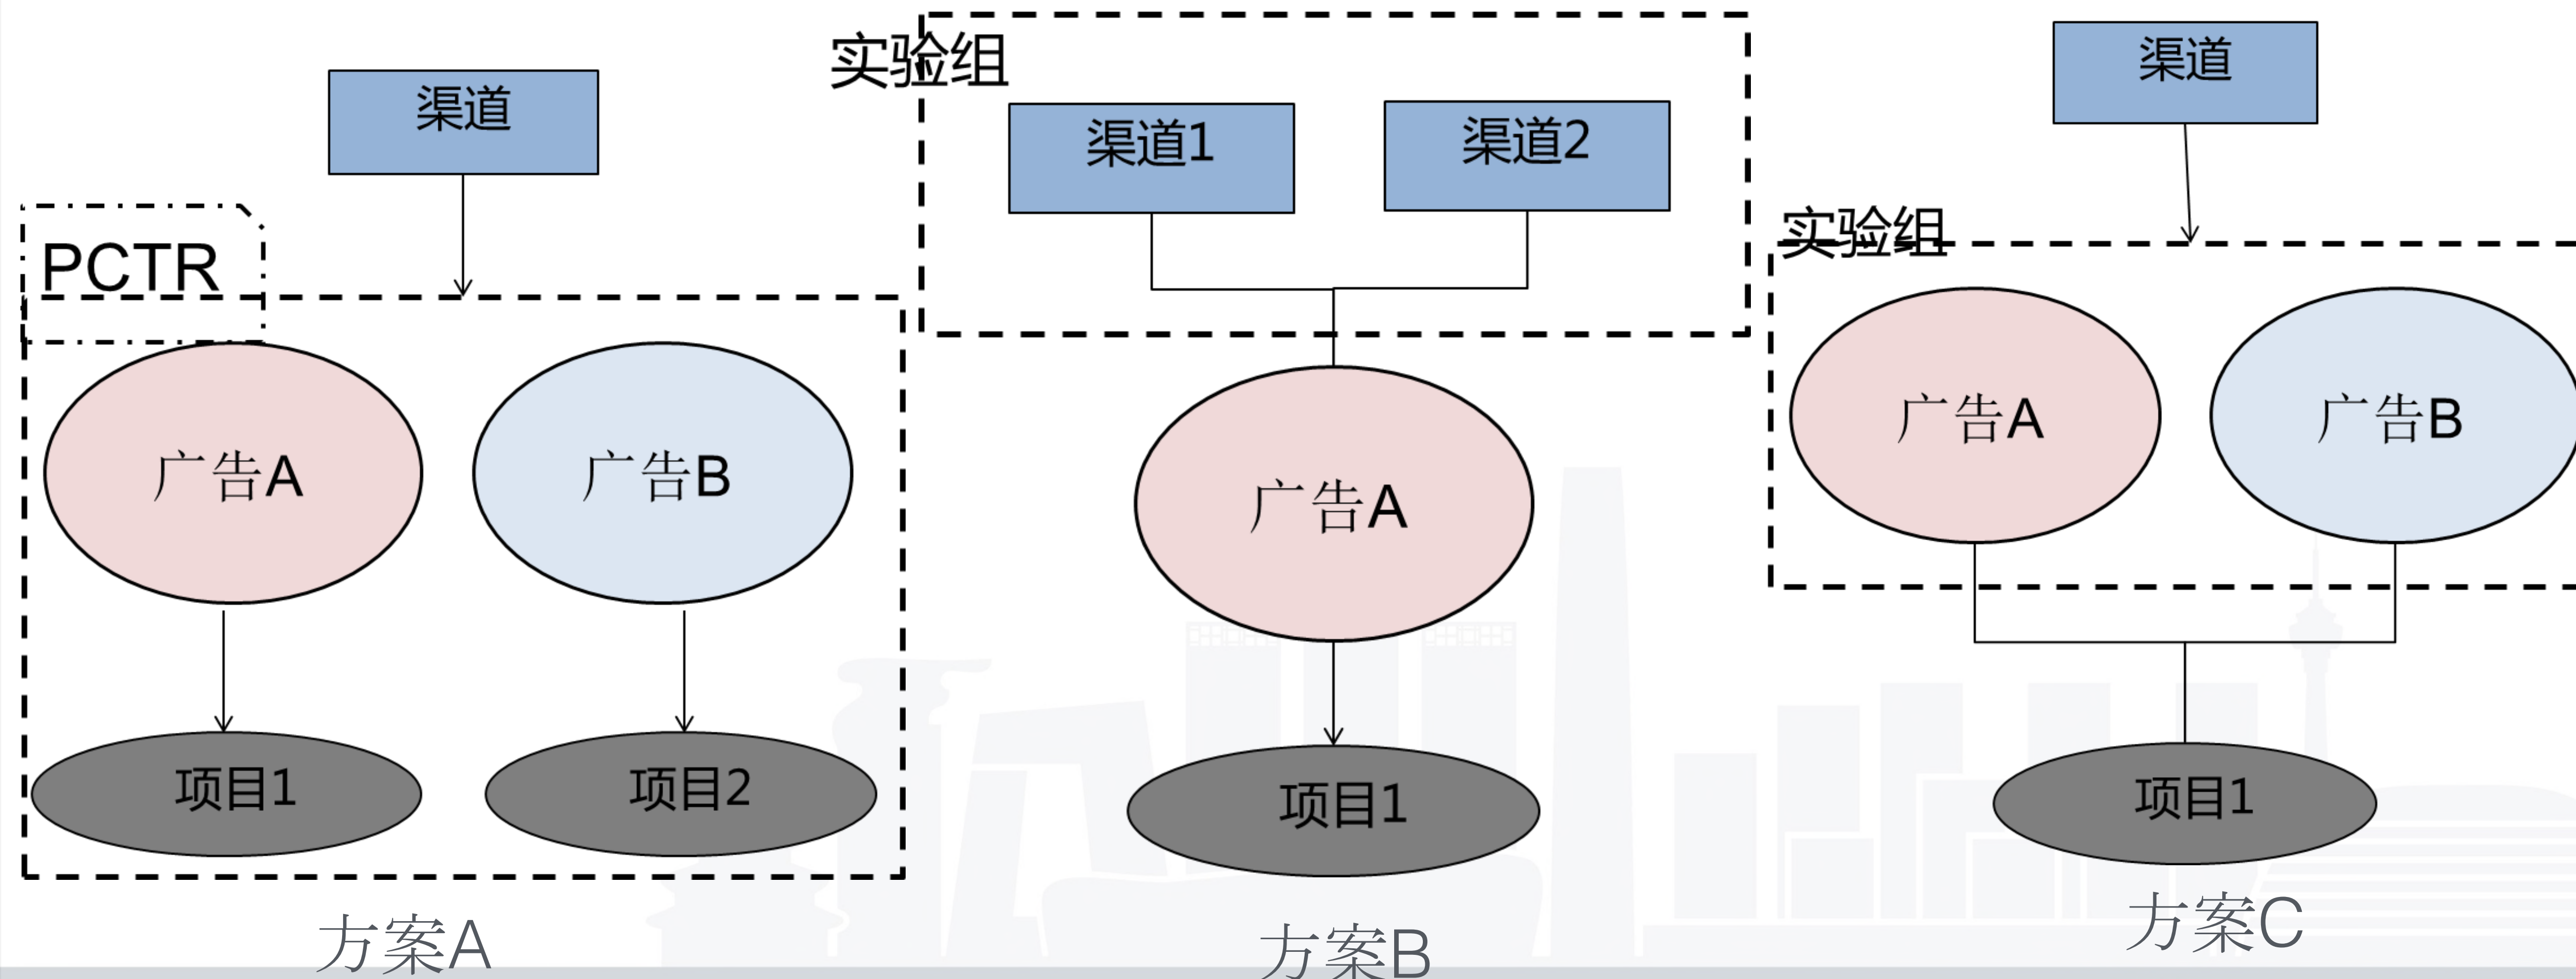 渠道
PCTR
广告A
广告B
项目1
项目2
方案A
实验组
渠道1
渠道2
广告A
项目1
方案B
渠道
实验组
广告A
广告B
项目1
方案C